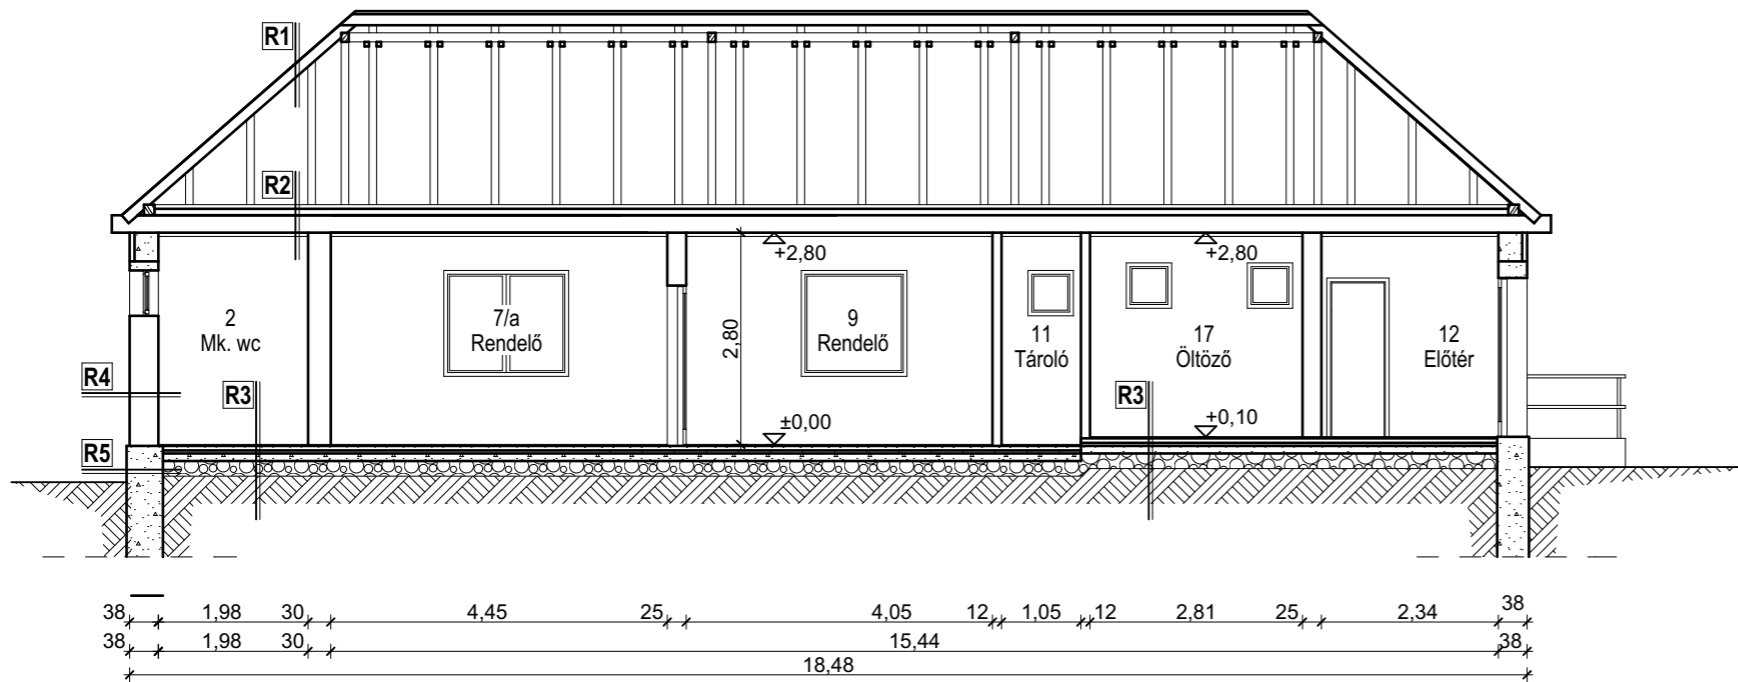 R1
R2
+2,80
+2,80
2
Mk. wc
7/a
Rendelő
2,80
9
Rendelő
11
Tároló
17
Öltöző
12
Előtér
R4
R3
R3
±0,00
+0,10
R5
38 1,98 30 4,45 25 4,05 12 1,05 12 2,81 25 2,34 38
38 1,98 30 15,44 38
18,48